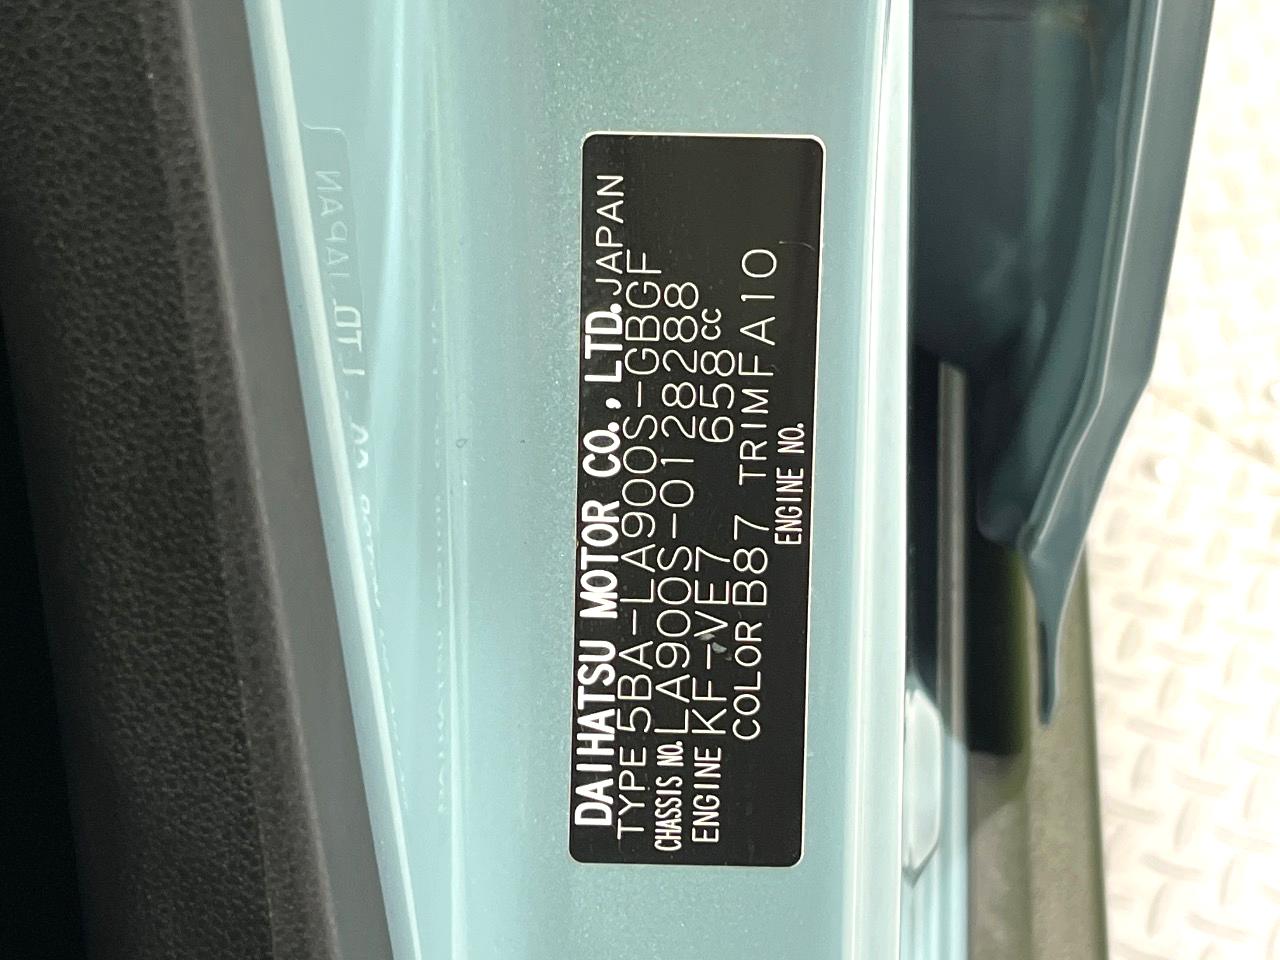 DAIHATSU MOTOR CO., LTD. JAPAN
TYPE 5BA-LA900S-GBGF
CHASSIS NO. LA900S-0128288
ENGINE KF-VE7 658cc
COLOR B87 TRIM FA10
ENGINE NO.